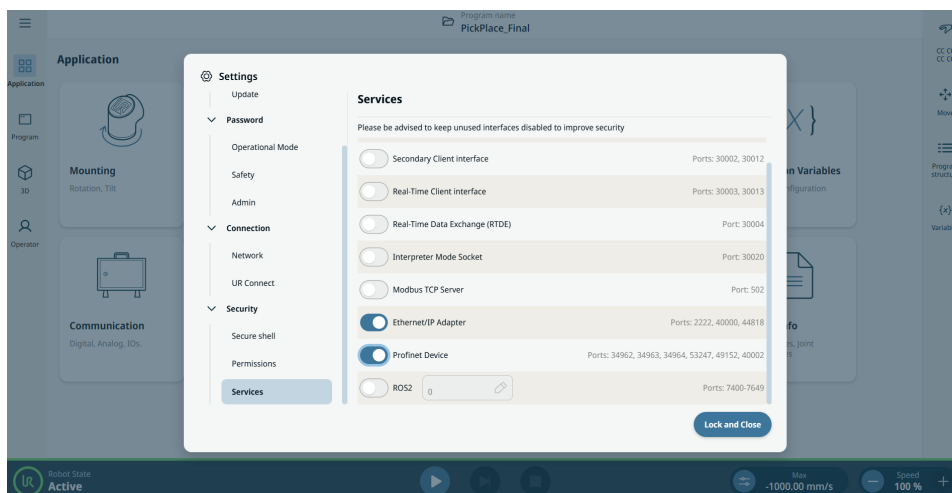 Program name
PickPlace_Final
Application
Application
Program
3D
Operator
Mounting
Rotation, Tilt
Communication
Digital, Analog, IOs.
Settings
Update
Password
Operational Mode
Safety
Admin
Connection
Network
UR Connect
Security
Secure shell
Permissions
Services
Services
Please be advised to keep unused interfaces disabled to improve security
Secondary Client interface Ports: 30002, 30012
Real-Time Client interface Ports: 30003, 30013
Real-Time Data Exchange (RTDE) Port: 30004
Interpreter Mode Socket Port: 30020
Modbus TCP Server Port: 502
Ethernet/IP Adapter Ports: 2222, 40000, 44818
Profinet Device Ports: 34962, 34963, 34964, 53247, 49152, 40002
ROS2 0 Ports: 7400-7649
Lock and Close
Variables
Move
{x}
Robot State
Active
Max
-1000.00 mm/s
Speed
100 %